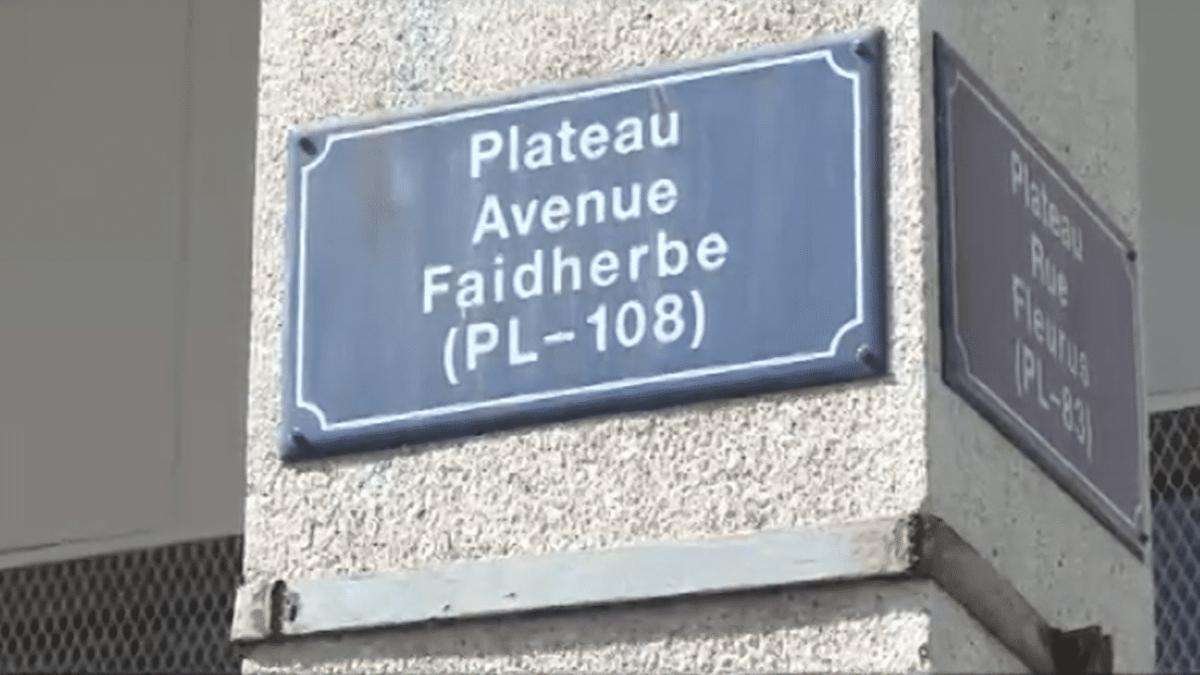 Plateau
Avenue
Faidherbe
(PL-108)
Plateau
Rue
Fleurus
(PL-83)